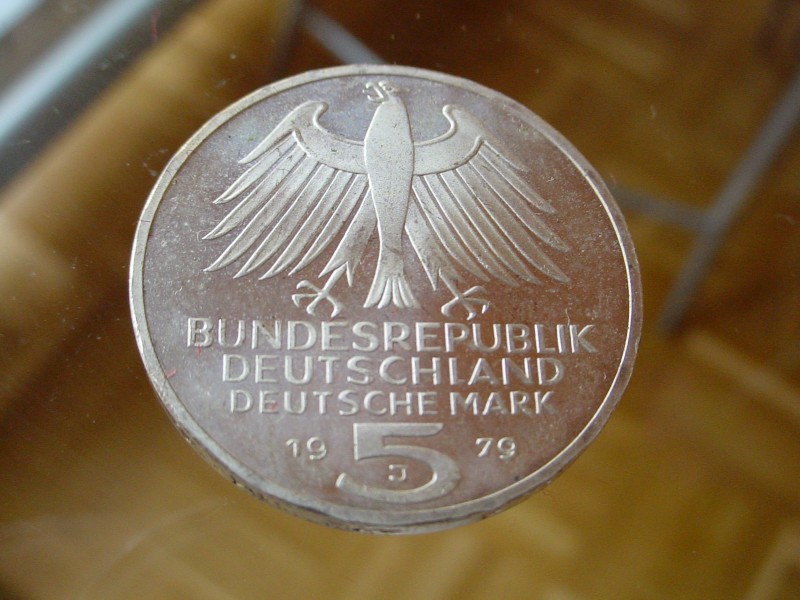 BUNDESREPUBLIK
DEUTSCHLAND
DEUTSCHE MARK
19 5 79
J